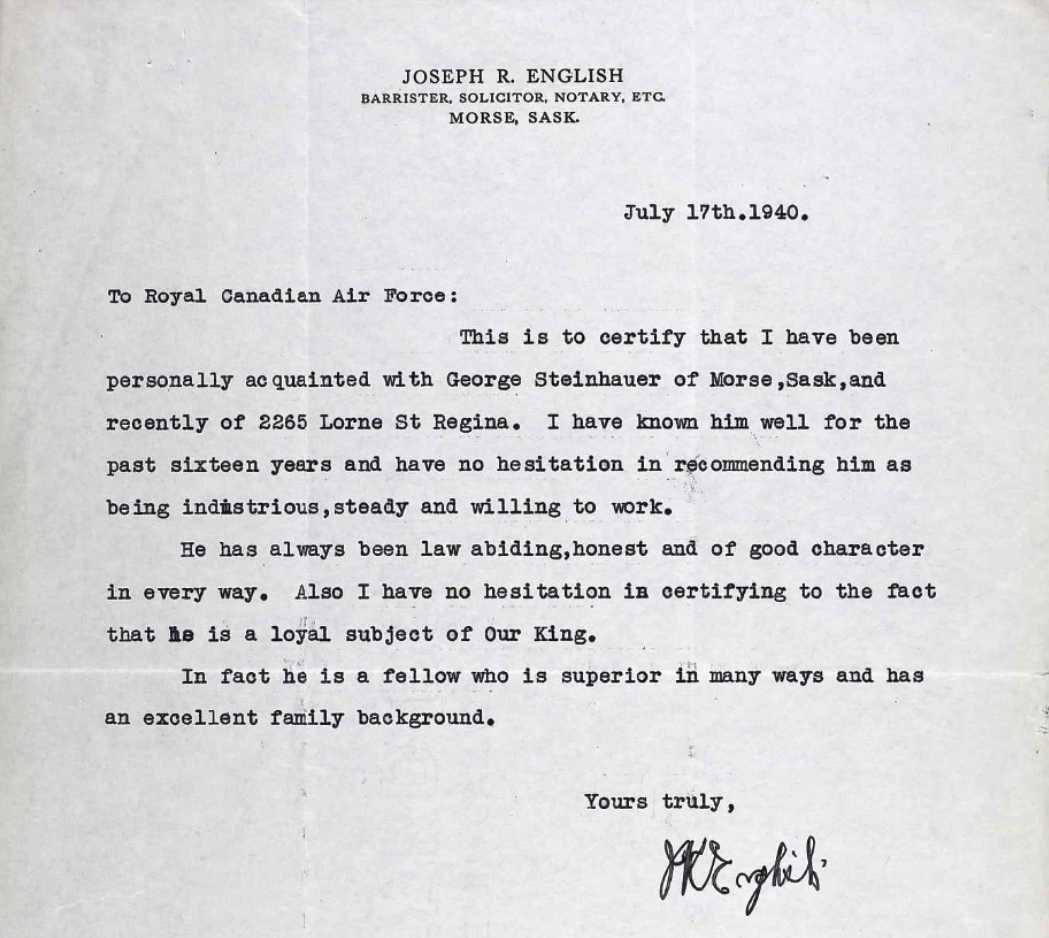 JOSEPH R. ENGLISH
BARRISTER, SOLICITOR, NOTARY, ETC.
MORSE, SASK.
July 17th.1940.
To Royal Canadian Air Force:
This is to certify that I have been
personally acquainted with George Steinhauer of Morse,Sask,and
recently of 2265 Lorne St Regina. I have known him well for the
past sixteen years and have no hesitation in recommending him as
being industrious,steady and willing to work.
He has always been law abiding,honest and of good character
in every way. Also I have no hesitation in certifying to the fact
that he is a loyal subject of Our King.
In fact he is a fellow who is superior in many ways and has
an excellent family background.
Yours truly,
JR English